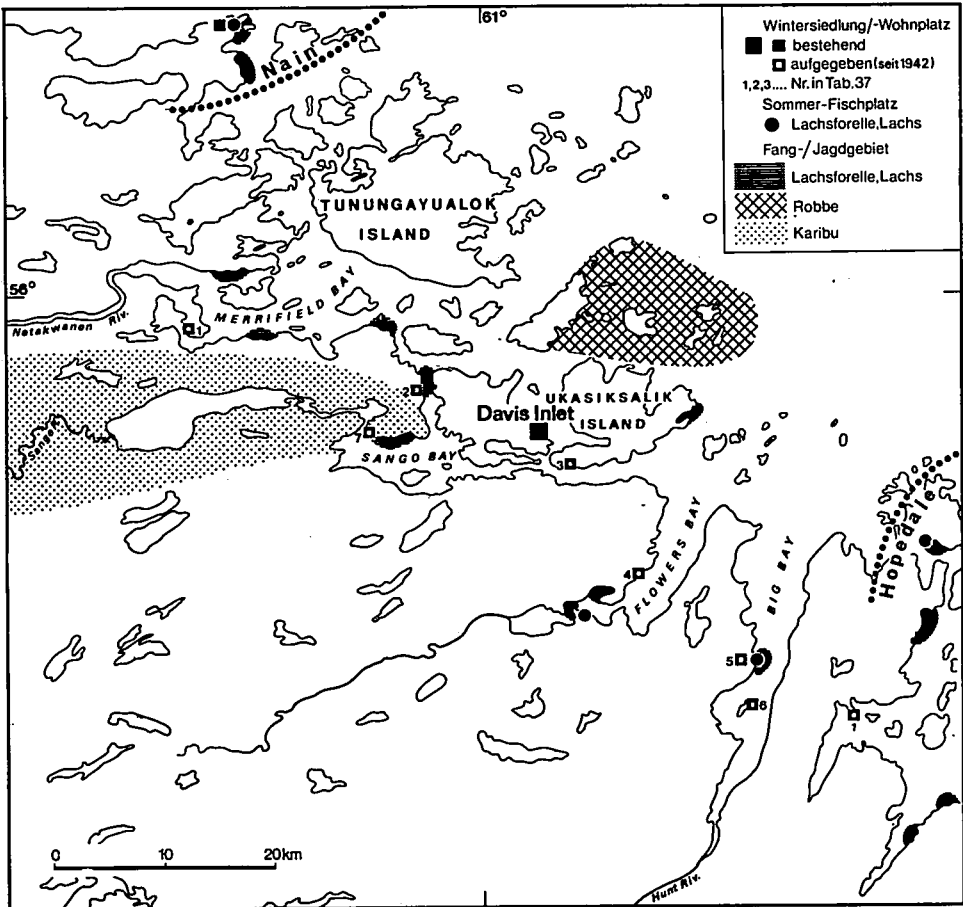 61°
Nain
Wintersiedlung/-Wohnplatz
bestehend
aufgegeben (seit 1942)
1,2,3.... Nr. in Tab. 37
Sommer-Fischplatz
Lachsforelle, Lachs
Fang-/Jagdgebiet
Lachsforelle, Lachs
Robbe
Karibu
TUNUNGAYUALOK
ISLAND
56°
Notakwanon Riv.
1
MERRIFIELD BAY
2
UKASIKSALIK
ISLAND
Davis Inlet
7
SANGO BAY
3
Hopedale
4
FLOWERS BAY
BIG BAY
5
6
1
0 10 20km
Hunt Riv.
61°